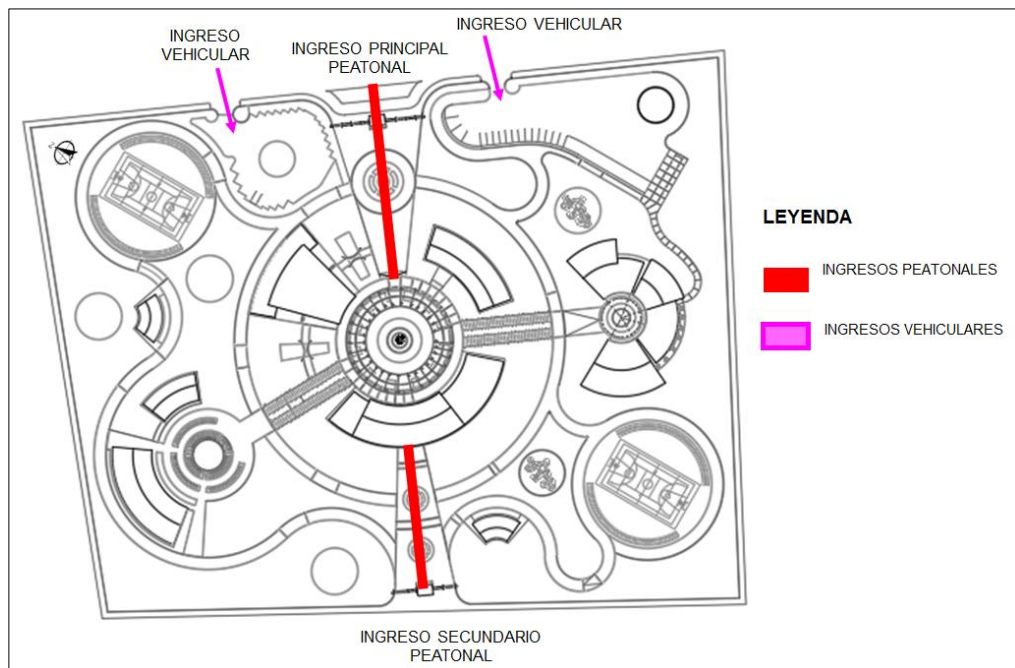 INGRESO
VEHICULAR
INGRESO PRINCIPAL
PEATONAL
INGRESO VEHICULAR
LEYENDA
INGRESOS PEATONALES
INGRESOS VEHICULARES
INGRESO SECUNDARIO
PEATONAL